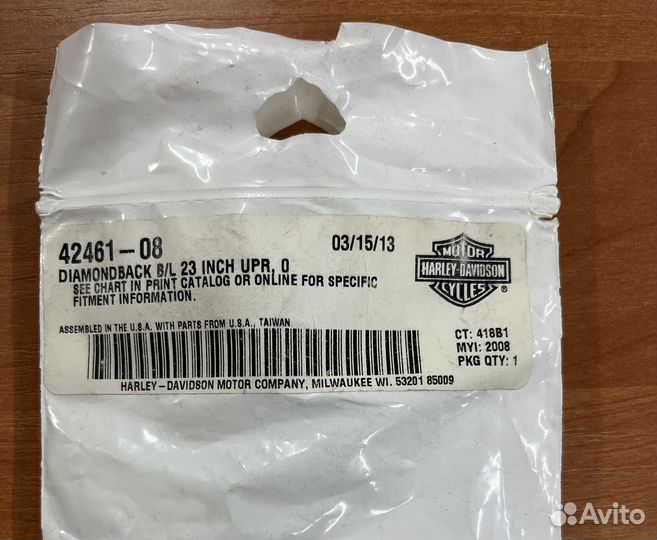 42461-08 03/15/13
DIAMONDBACK B/L 23 INCH UPR, 0
SEE CHART IN PRINT CATALOG OR ONLINE FOR SPECIFIC
FITMENT INFORMATION.
MOTOR
HARLEY-DAVIDSON
CYCLES
®
ASSEMBLED IN THE U.S.A. WITH PARTS FROM U.S.A., TAIWAN
CT: 418B1
MYI: 2008
PKG QTY: 1
HARLEY-DAVIDSON MOTOR COMPANY, MILWAUKEE WI. 53201 85009
Avito